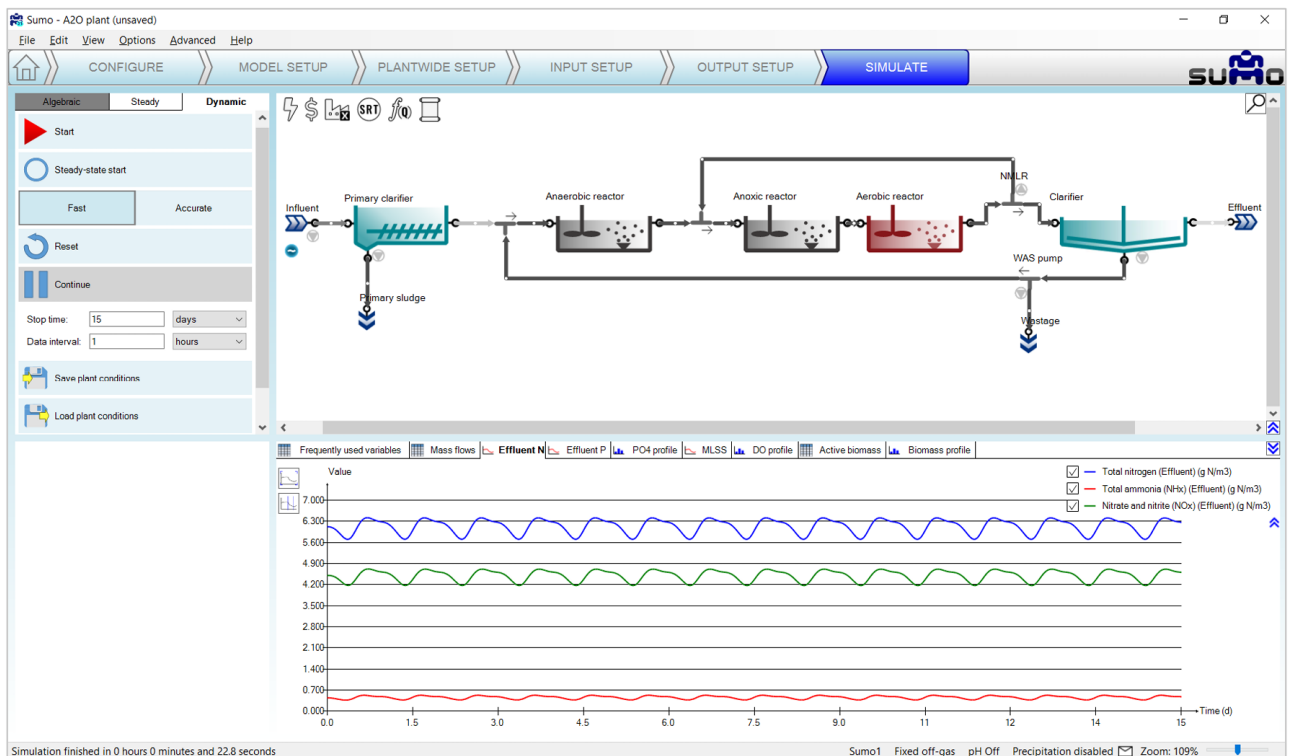 Sumo - A2O plant (unsaved)
File Edit View Options Advanced Help
CONFIGURE MODEL SETUP PLANTWIDE SETUP INPUT SETUP OUTPUT SETUP SIMULATE
sumo
Algebraic Steady Dynamic
Start
Steady-state start
Fast Accurate
Reset
Continue
Stop time: 15 days
Data interval: 1 hours
Save plant conditions
Load plant conditions
$ SRT f(Q)
Influent
Primary clarifier
Anaerobic reactor
Anoxic reactor
Aerobic reactor
NMLR
Clarifier
Effluent
WAS pump
Primary sludge
Wastage
Frequently used variables Mass flows Effluent N Effluent P PO4 profile MLSS DO profile Active biomass Biomass profile
Value
Total nitrogen (Effluent) (g N/m3)
Total ammonia (NHx) (Effluent) (g N/m3)
Nitrate and nitrite (NOx) (Effluent) (g N/m3)
7.000
6.300
5.600
4.900
4.200
3.500
2.800
2.100
1.400
0.700
0.000
0.0 1.5 3.0 4.5 6.0 7.5 9.0 11 12 14 15
Time (d)
Simulation finished in 0 hours 0 minutes and 22.8 seconds
Sumo1 Fixed off-gas pH Off Precipitation disabled Zoom: 109%